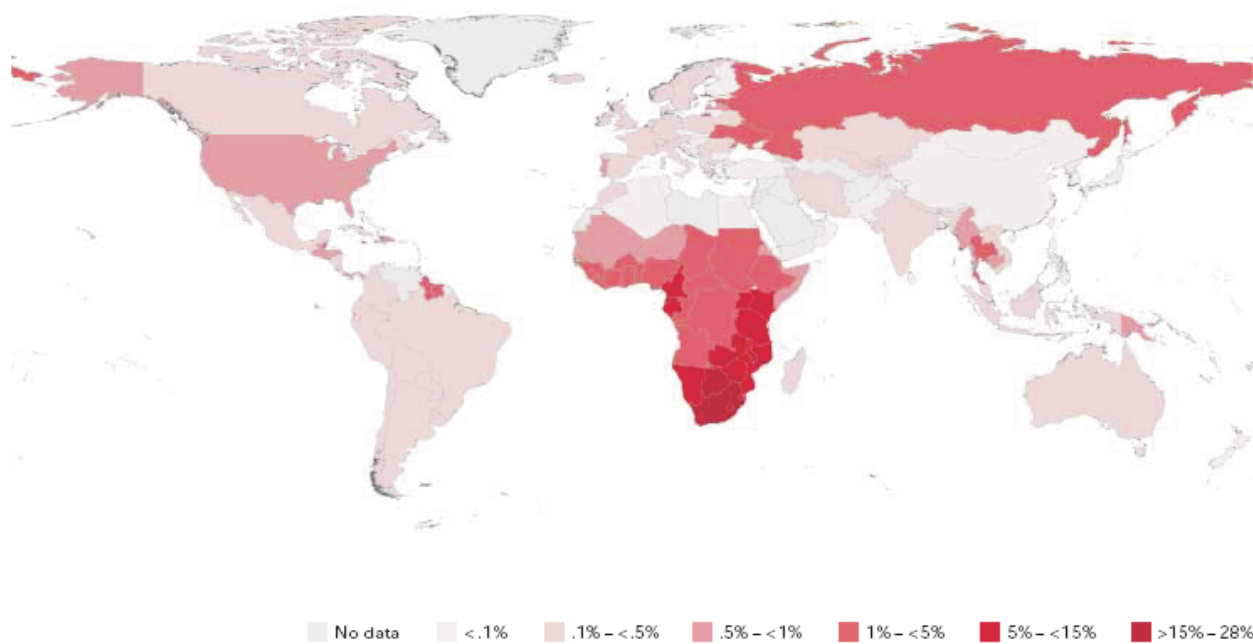 No data <.1% .1% – <.5% .5% – <1% 1% – <5% 5% – <15% >15% – 28%